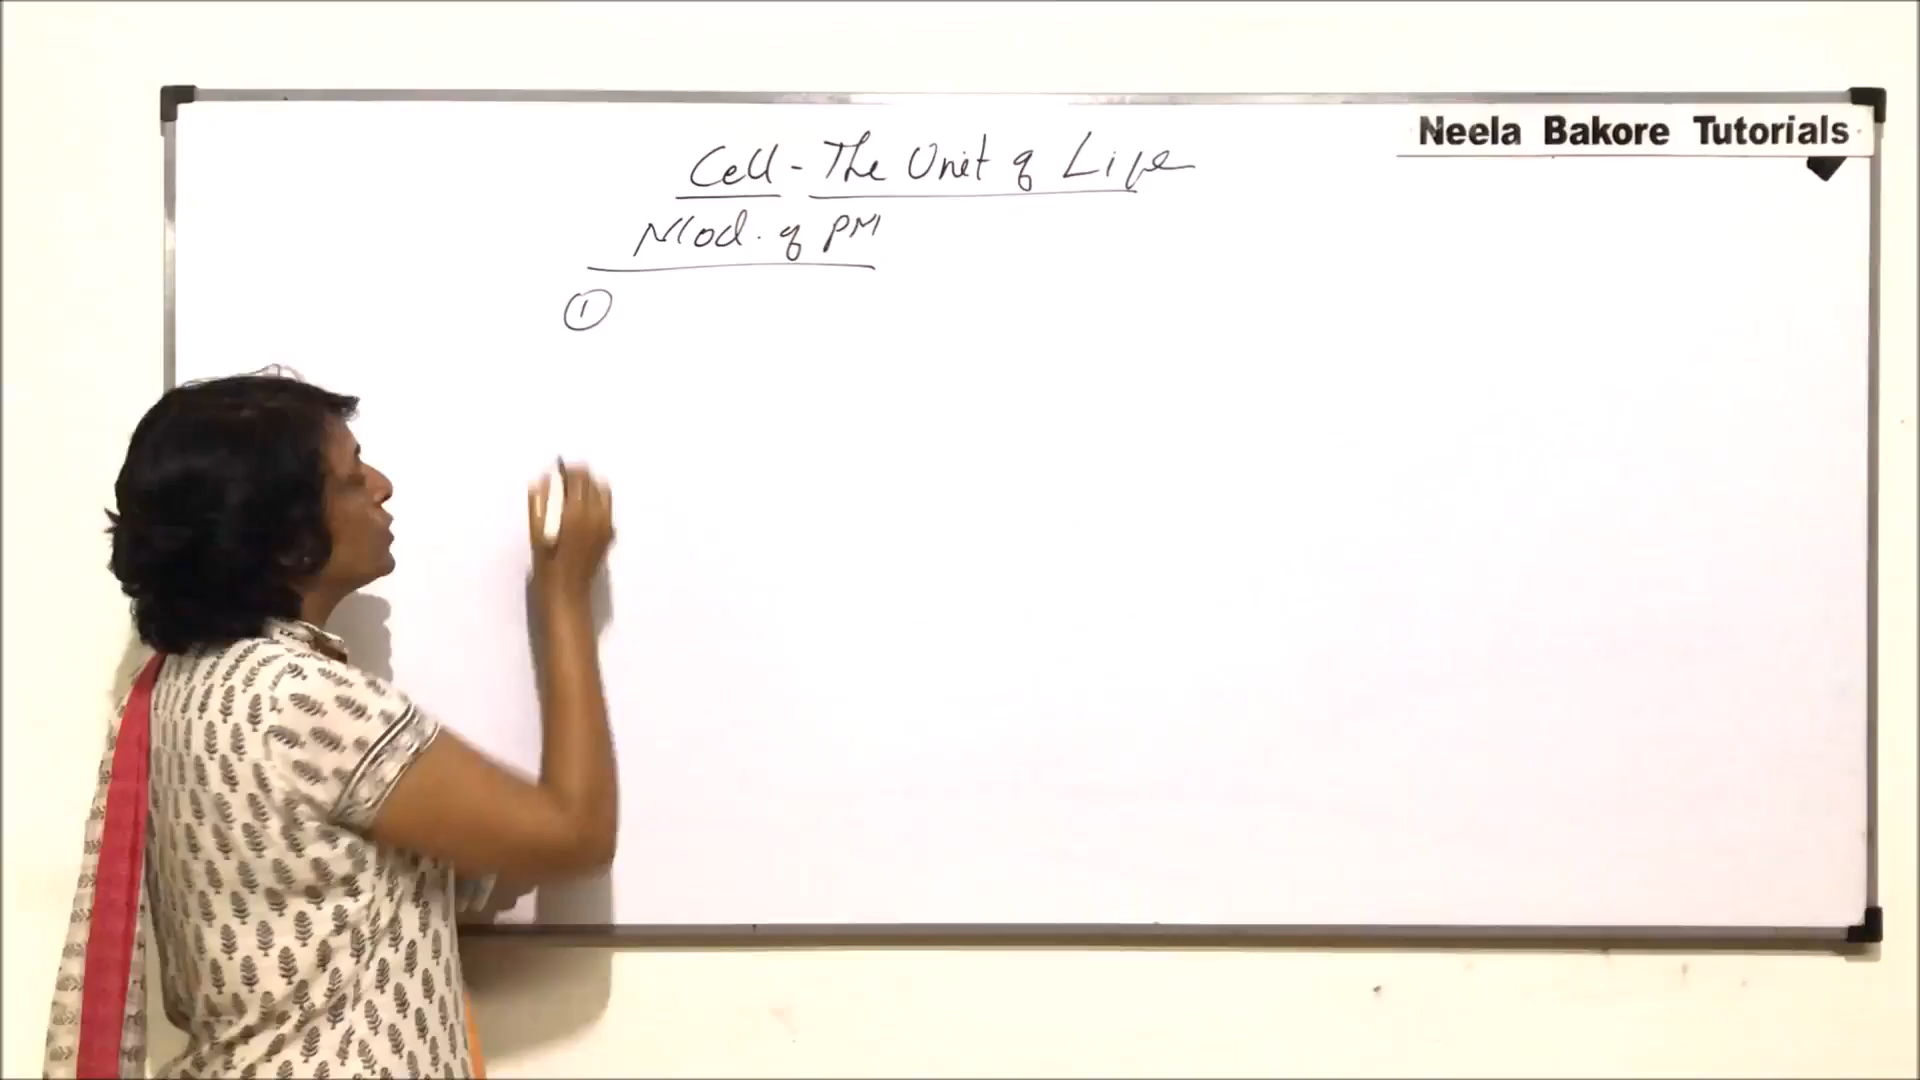 Neela Bakore Tutorials
Cell - The Unit of Life
Mod. of PM
①